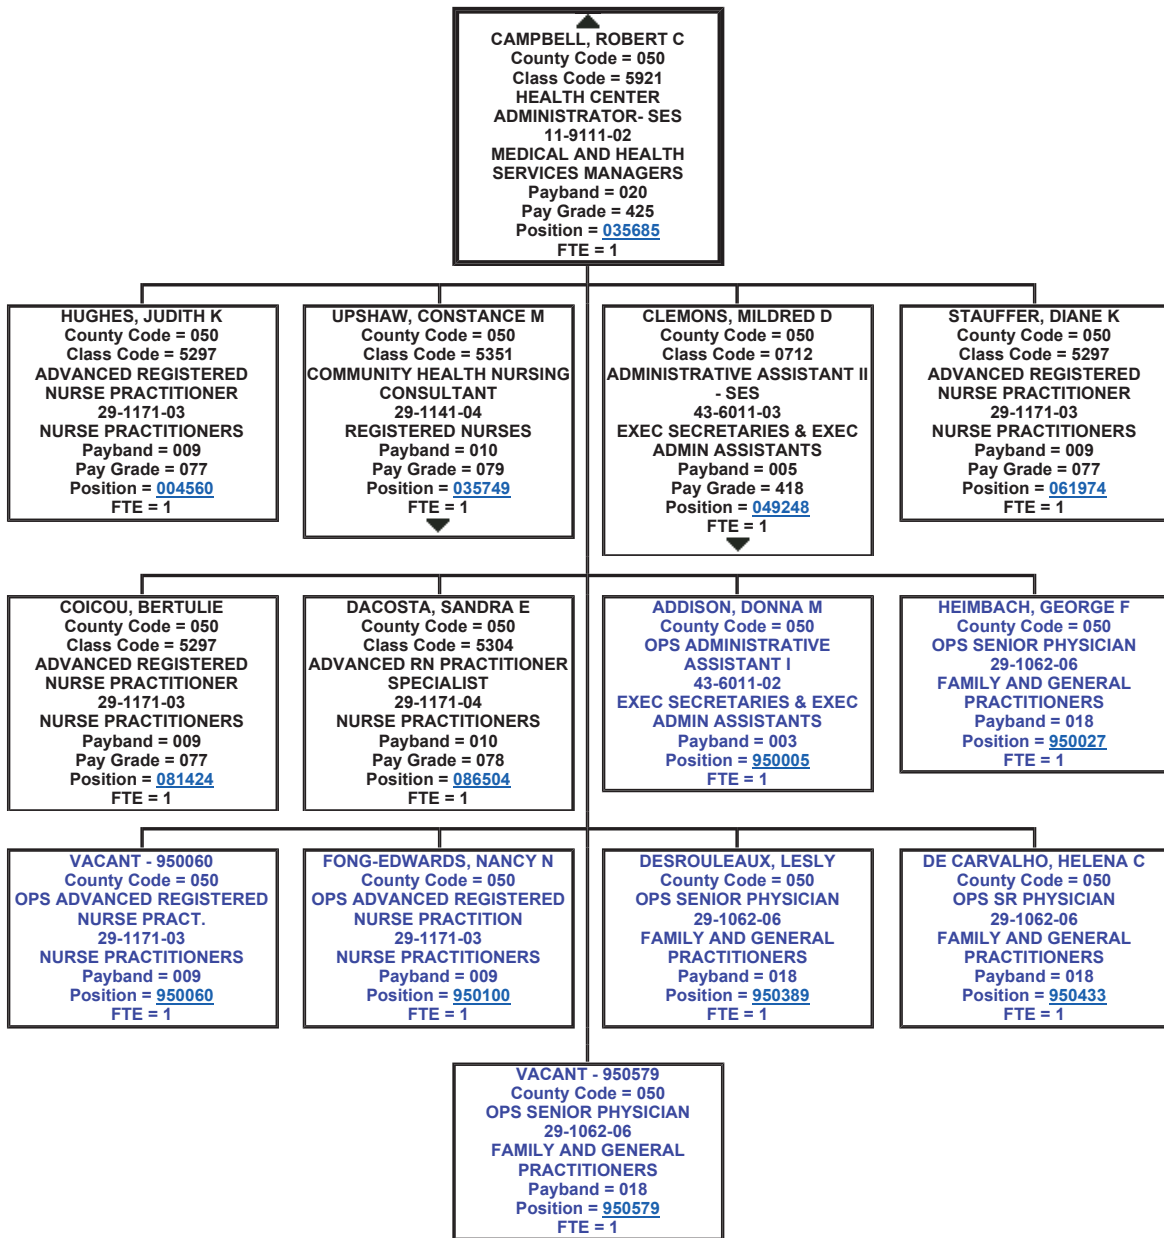 CAMPBELL, ROBERT C
County Code = 050
Class Code = 5921
HEALTH CENTER
ADMINISTRATOR- SES
11-9111-02
MEDICAL AND HEALTH
SERVICES MANAGERS
Payband = 020
Pay Grade = 425
Position = 035685
FTE = 1
HUGHES, JUDITH K
County Code = 050
Class Code = 5297
ADVANCED REGISTERED
NURSE PRACTITIONER
29-1171-03
NURSE PRACTITIONERS
Payband = 009
Pay Grade = 077
Position = 004560
FTE = 1
UPSHAW, CONSTANCE M
County Code = 050
Class Code = 5351
COMMUNITY HEALTH NURSING
CONSULTANT
29-1141-04
REGISTERED NURSES
Payband = 010
Pay Grade = 079
Position = 035749
FTE = 1
CLEMONS, MILDRED D
County Code = 050
Class Code = 0712
ADMINISTRATIVE ASSISTANT II
- SES
43-6011-03
EXEC SECRETARIES & EXEC
ADMIN ASSISTANTS
Payband = 005
Pay Grade = 418
Position = 049248
FTE = 1
STAUFFER, DIANE K
County Code = 050
Class Code = 5297
ADVANCED REGISTERED
NURSE PRACTITIONER
29-1171-03
NURSE PRACTITIONERS
Payband = 009
Pay Grade = 077
Position = 061974
FTE = 1
COICOU, BERTULIE
County Code = 050
Class Code = 5297
ADVANCED REGISTERED
NURSE PRACTITIONER
29-1171-03
NURSE PRACTITIONERS
Payband = 009
Pay Grade = 077
Position = 081424
FTE = 1
DACOSTA, SANDRA E
County Code = 050
Class Code = 5304
ADVANCED RN PRACTITIONER
SPECIALIST
29-1171-04
NURSE PRACTITIONERS
Payband = 010
Pay Grade = 078
Position = 086504
FTE = 1
ADDISON, DONNA M
County Code = 050
OPS ADMINISTRATIVE
ASSISTANT I
43-6011-02
EXEC SECRETARIES & EXEC
ADMIN ASSISTANTS
Payband = 003
Position = 950005
FTE = 1
HEIMBACH, GEORGE F
County Code = 050
OPS SENIOR PHYSICIAN
29-1062-06
FAMILY AND GENERAL
PRACTITIONERS
Payband = 018
Position = 950027
FTE = 1
VACANT - 950060
County Code = 050
OPS ADVANCED REGISTERED
NURSE PRACT.
29-1171-03
NURSE PRACTITIONERS
Payband = 009
Position = 950060
FTE = 1
FONG-EDWARDS, NANCY N
County Code = 050
OPS ADVANCED REGISTERED
NURSE PRACTITION
29-1171-03
NURSE PRACTITIONERS
Payband = 009
Position = 950100
FTE = 1
DESROULEAUX, LESLY
County Code = 050
OPS SENIOR PHYSICIAN
29-1062-06
FAMILY AND GENERAL
PRACTITIONERS
Payband = 018
Position = 950389
FTE = 1
DE CARVALHO, HELENA C
County Code = 050
OPS SR PHYSICIAN
29-1062-06
FAMILY AND GENERAL
PRACTITIONERS
Payband = 018
Position = 950433
FTE = 1
VACANT - 950579
County Code = 050
OPS SENIOR PHYSICIAN
29-1062-06
FAMILY AND GENERAL
PRACTITIONERS
Payband = 018
Position = 950579
FTE = 1